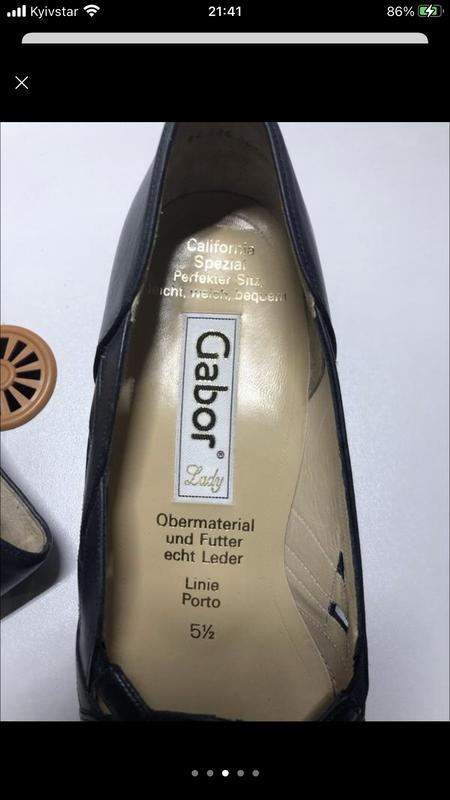 Kyivstar
21:41
86%
California
Spezial
Perfekter Sitz,
leicht, weich, bequem
Gabor®
Lady
Obermaterial
und Futter
echt Leder
Linie
Porto
5½